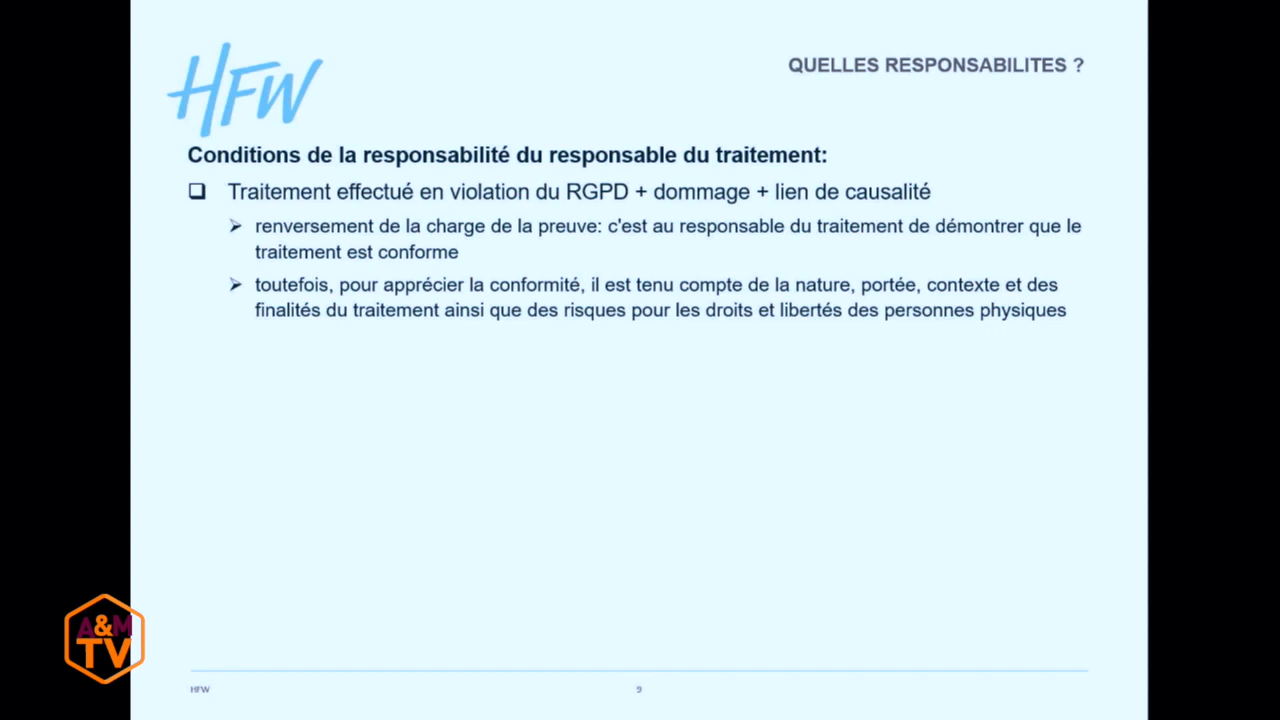 HFW
QUELLES RESPONSABILITES ?
Conditions de la responsabilité du responsable du traitement:
Traitement effectué en violation du RGPD + dommage + lien de causalité
renversement de la charge de la preuve: c'est au responsable du traitement de démontrer que le
traitement est conforme
toutefois, pour apprécier la conformité, il est tenu compte de la nature, portée, contexte et des
finalités du traitement ainsi que des risques pour les droits et libertés des personnes physiques
A&M
TV
HFW
9